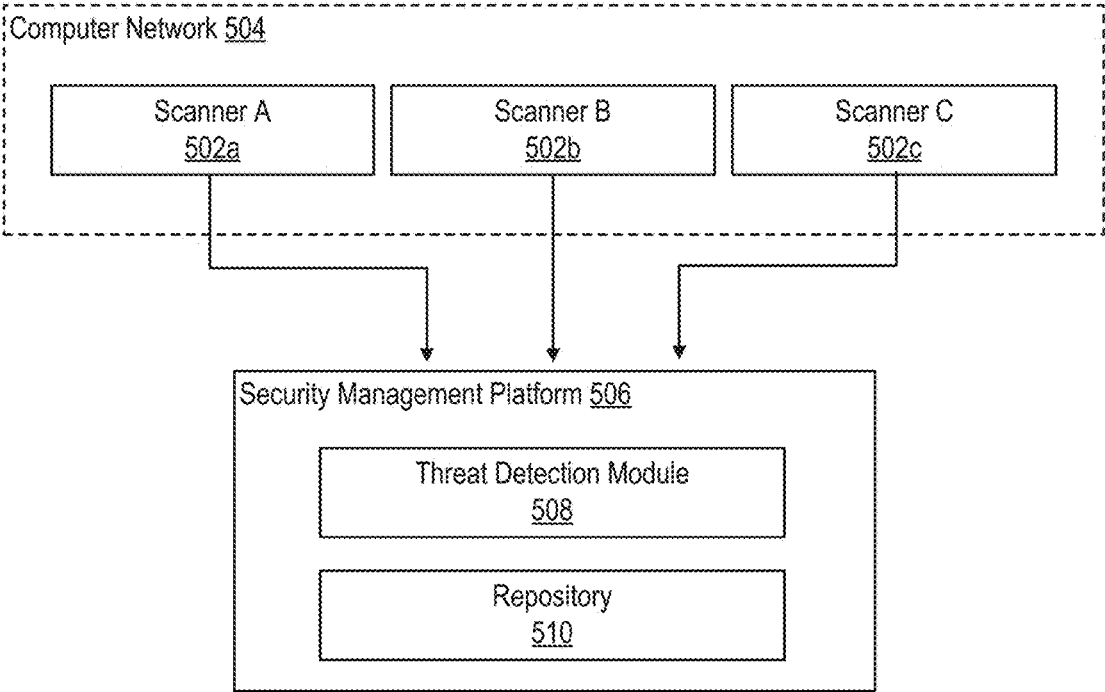 Computer Network 504
Scanner A
502a
Scanner B
502b
Scanner C
502c
Security Management Platform 506
Threat Detection Module
508
Repository
510